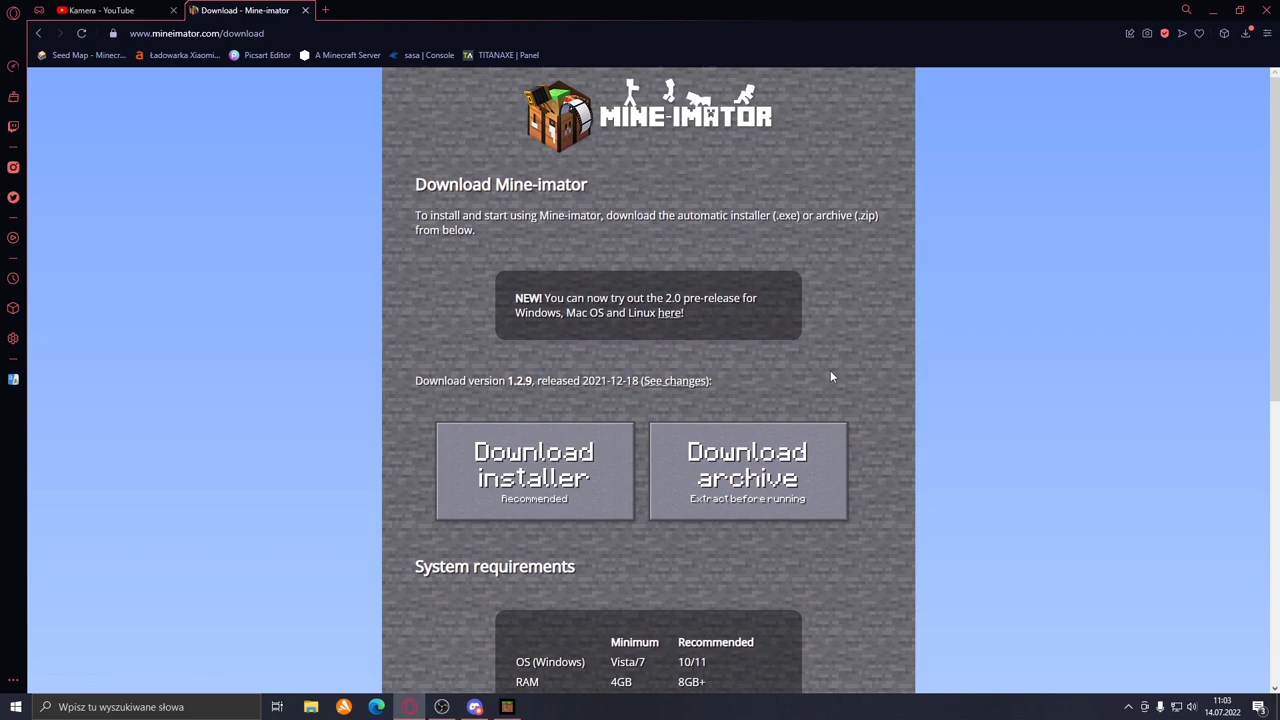 Kamera - YouTube
Download - Mine-imator
www.mineimator.com/download
Seed Map - Minecr...
Ładowarka Xiaomi...
Picsart Editor
A Minecraft Server
sasa | Console
TA
TITANAXE | Panel
MINE-IMATOR
Download Mine-imator
To install and start using Mine-imator, download the automatic installer (.exe) or archive (.zip)
from below.
NEW! You can now try out the 2.0 pre-release for
Windows, Mac OS and Linux here!
Download version 1.2.9, released 2021-12-18 (See changes):
Download
installer
Recommended
Download
archive
Extract before running
System requirements
Minimum Recommended
OS (Windows) Vista/7 10/11
RAM 4GB 8GB+
Wpisz tu wyszukiwane słowa
11:03
14.07.2022
3